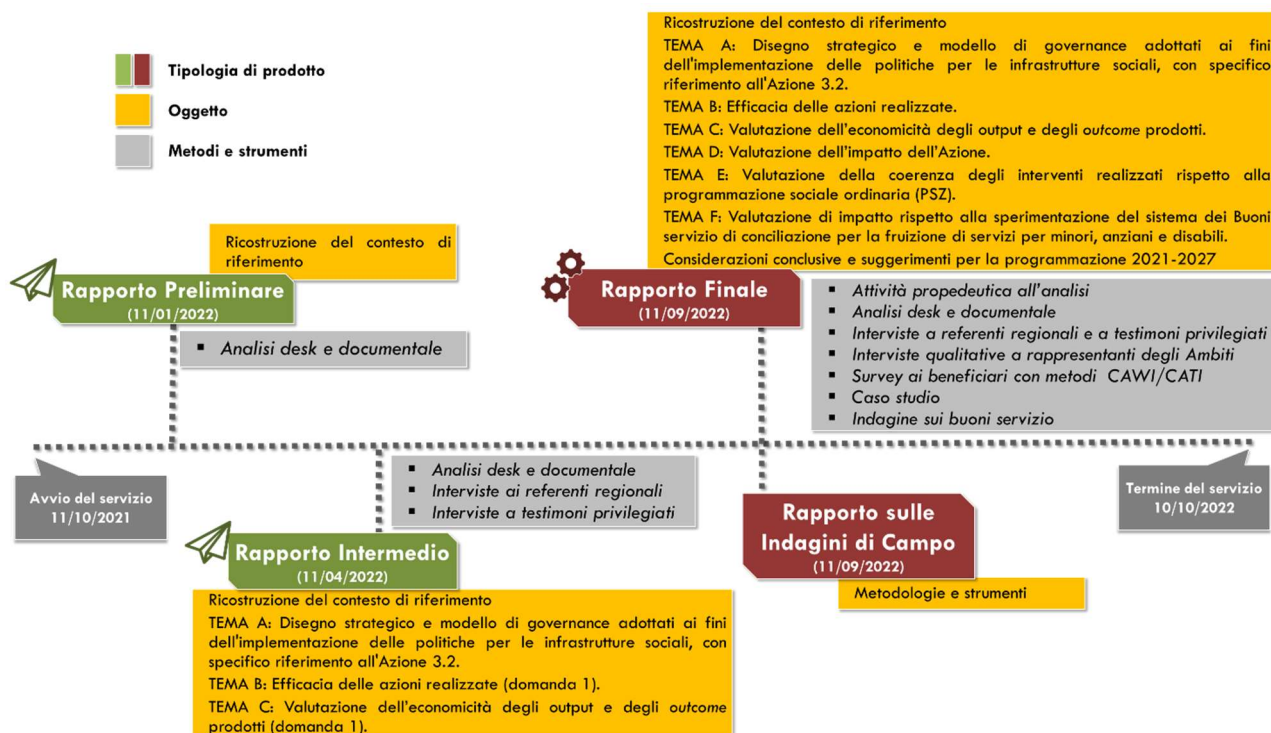 Tipologia di prodotto
Oggetto
Metodi e strumenti
Ricostruzione del contesto di riferimento
TEMA A: Disegno strategico e modello di governance adottati ai fini
dell'implementazione delle politiche per le infrastrutture sociali, con specifico
riferimento all'Azione 3.2.
TEMA B: Efficacia delle azioni realizzate.
TEMA C: Valutazione dell'economicità degli output e degli outcome prodotti.
TEMA D: Valutazione dell'impatto dell'Azione.
TEMA E: Valutazione della coerenza degli interventi realizzati rispetto alla
programmazione sociale ordinaria (PSZ).
TEMA F: Valutazione di impatto rispetto alla sperimentazione del sistema dei Buoni
servizio di conciliazione per la fruizione di servizi per minori, anziani e disabili.
Considerazioni conclusive e suggerimenti per la programmazione 2021-2027
Ricostruzione del contesto di
riferimento
Rapporto Preliminare
(11/01/2022)
▪ Analisi desk e documentale
Rapporto Finale
(11/09/2022)
▪ Attività propedeutica all'analisi
▪ Analisi desk e documentale
▪ Interviste a referenti regionali e a testimoni privilegiati
▪ Interviste qualitative a rappresentanti degli Ambiti
▪ Survey ai beneficiari con metodi CAWI/CATI
▪ Caso studio
▪ Indagine sui buoni servizio
Avvio del servizio
11/10/2021
▪ Analisi desk e documentale
▪ Interviste ai referenti regionali
▪ Interviste a testimoni privilegiati
Termine del servizio
10/10/2022
Rapporto Intermedio
(11/04/2022)
Ricostruzione del contesto di riferimento
TEMA A: Disegno strategico e modello di governance adottati ai fini
dell'implementazione delle politiche per le infrastrutture sociali, con
specifico riferimento all'Azione 3.2.
TEMA B: Efficacia delle azioni realizzate (domanda 1).
TEMA C: Valutazione dell'economicità degli output e degli outcome
prodotti (domanda 1).
Rapporto sulle
Indagini di Campo
(11/09/2022)
Metodologie e strumenti